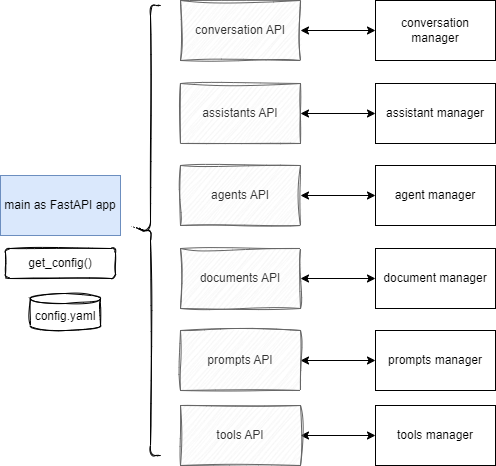 main as FastAPI app
get_config()
config.yaml
conversation API
conversation
manager
assistants API
assistant manager
agents API
agent manager
documents API
document manager
prompts API
prompts manager
tools API
tools manager